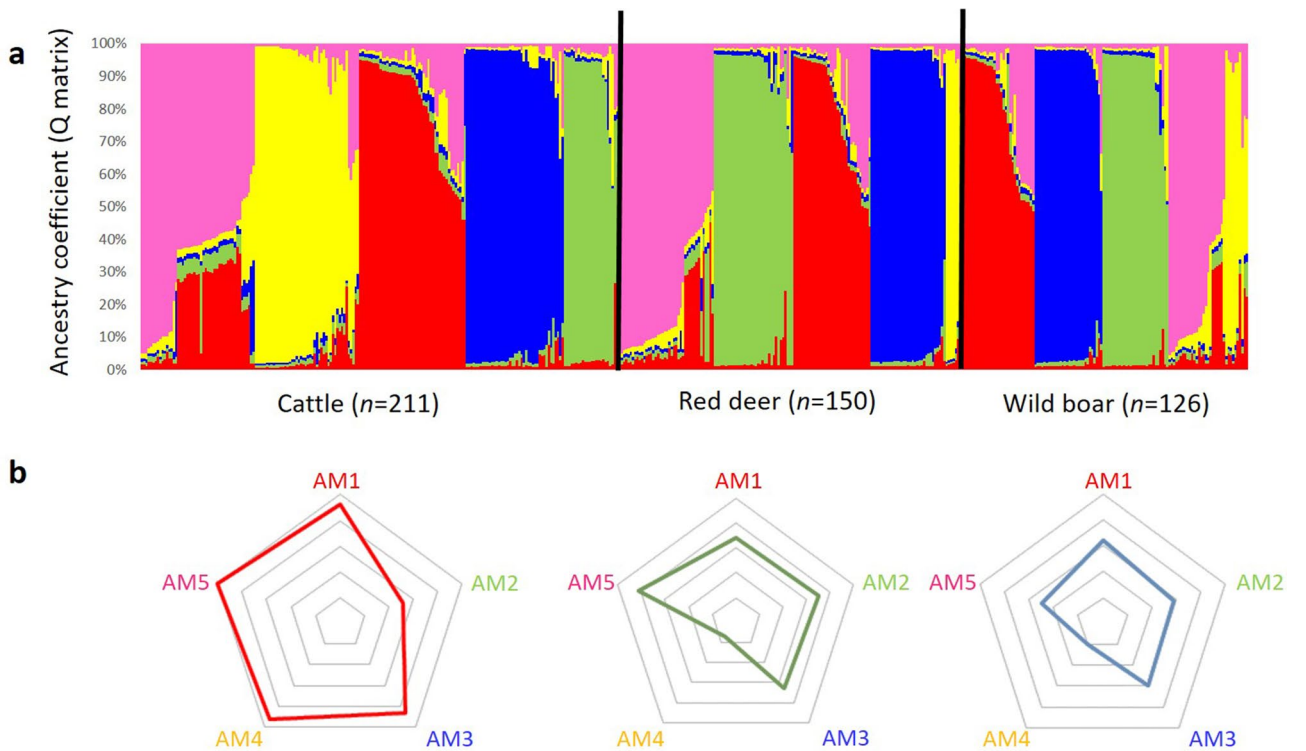 a
Ancestry coefficient (Q matrix)
100%
90%
80%
70%
60%
50%
40%
30%
20%
10%
0%
Cattle (n=211)
Red deer (n=150)
Wild boar (n=126)
b
AM1
AM2
AM3
AM4
AM5
AM1
AM2
AM3
AM4
AM5
AM1
AM2
AM3
AM4
AM5